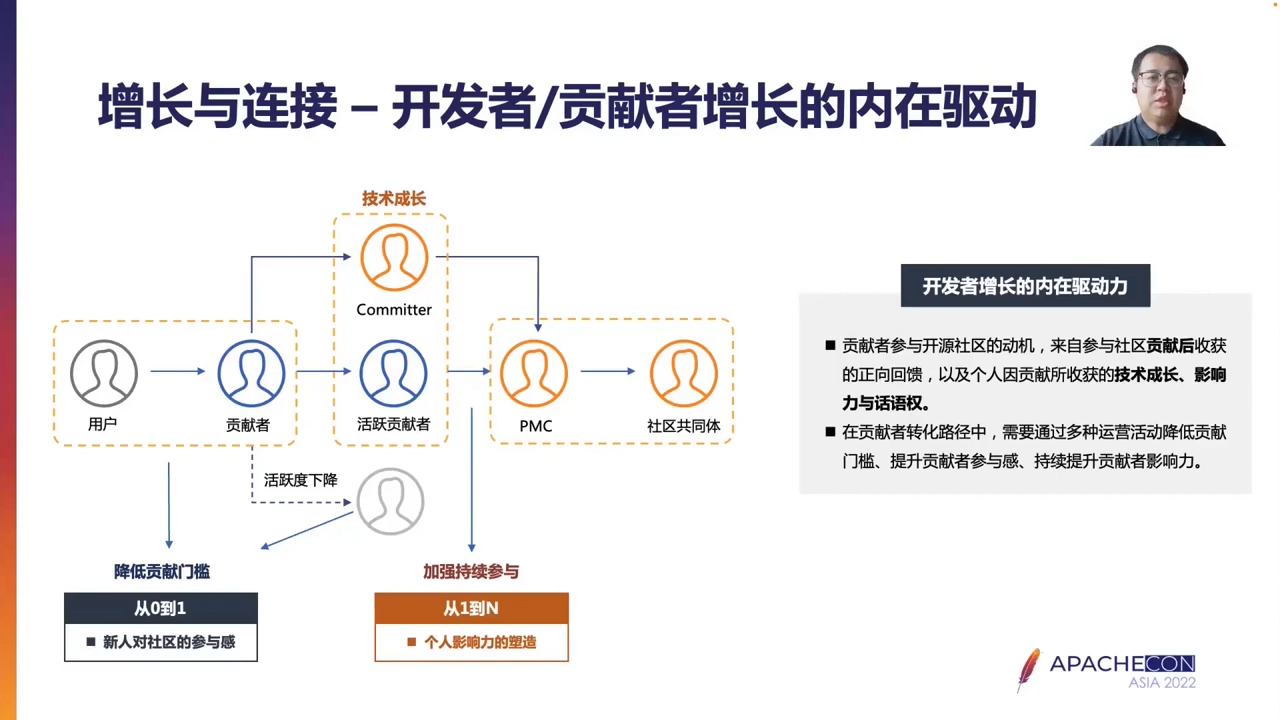 增长与连接 – 开发者/贡献者增长的内在驱动
技术成长
Committer
用户
贡献者
活跃贡献者
PMC
社区共同体
活跃度下降
降低贡献门槛
从0到1
■ 新人对社区的参与感
加强持续参与
从1到N
■ 个人影响力的塑造
开发者增长的内在驱动力
■ 贡献者参与开源社区的动机，来自参与社区贡献后收获
的正向回馈，以及个人因贡献所收获的技术成长、影响
力与话语权。
■ 在贡献者转化路径中，需要通过多种运营活动降低贡献
门槛、提升贡献者参与感、持续提升贡献者影响力。
APACHECON
ASIA 2022